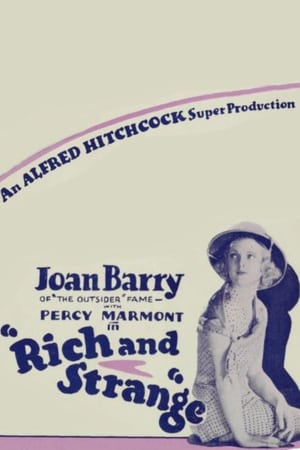 An ALFRED HITCHCOCK Super Production
Joan Barry
OF "THE OUTSIDER" FAME —
WITH
PERCY MARMONT
in
"Rich and
Strange"